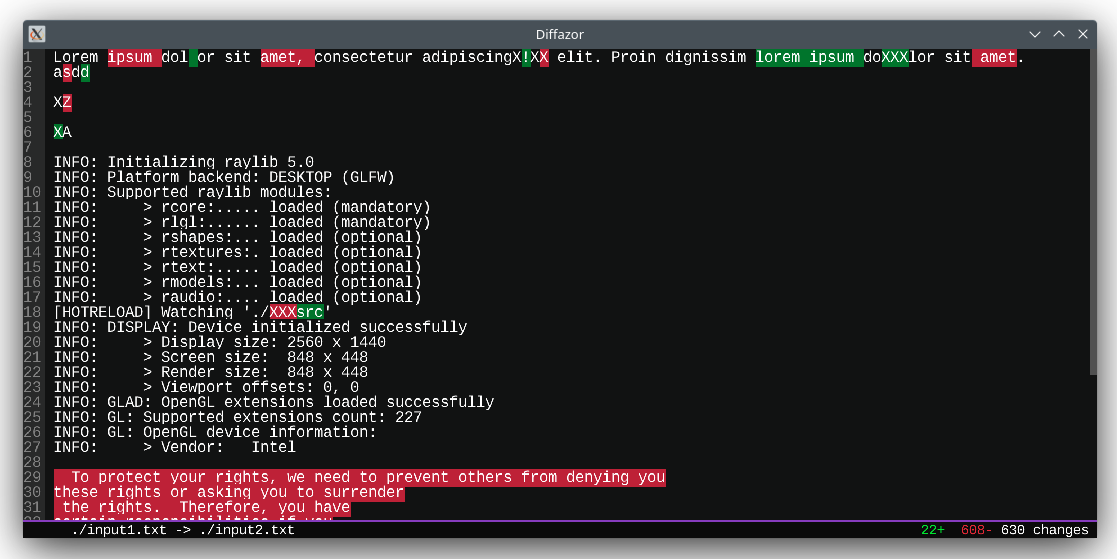 Diffazor
1 Lorem ipsum dol or sit amet, consectetur adipiscingX!XX elit. Proin dignissim lorem ipsum doXXXlor sit amet.
2 asdd
3
4 XZ
5
6 XA
7
8 INFO: Initializing raylib 5.0
9 INFO: Platform backend: DESKTOP (GLFW)
10 INFO: Supported raylib modules:
11 INFO:     > rcore:..... loaded (mandatory)
12 INFO:     > rlgl:...... loaded (mandatory)
13 INFO:     > rshapes:... loaded (optional)
14 INFO:     > rtextures:. loaded (optional)
15 INFO:     > rtext:..... loaded (optional)
16 INFO:     > rmodels:... loaded (optional)
17 INFO:     > raudio:.... loaded (optional)
18 [HOTRELOAD] Watching './XXXsrc'
19 INFO: DISPLAY: Device initialized successfully
20 INFO:     > Display size: 2560 x 1440
21 INFO:     > Screen size:  848 x 448
22 INFO:     > Render size:  848 x 448
23 INFO:     > Viewport offsets: 0, 0
24 INFO: GLAD: OpenGL extensions loaded successfully
25 INFO: GL: Supported extensions count: 227
26 INFO: GL: OpenGL device information:
27 INFO:     > Vendor:   Intel
28
29   To protect your rights, we need to prevent others from denying you
30 these rights or asking you to surrender
31  the rights.  Therefore, you have
32 certain responsibilities if you
./input1.txt -> ./input2.txt 22+ 608- 630 changes